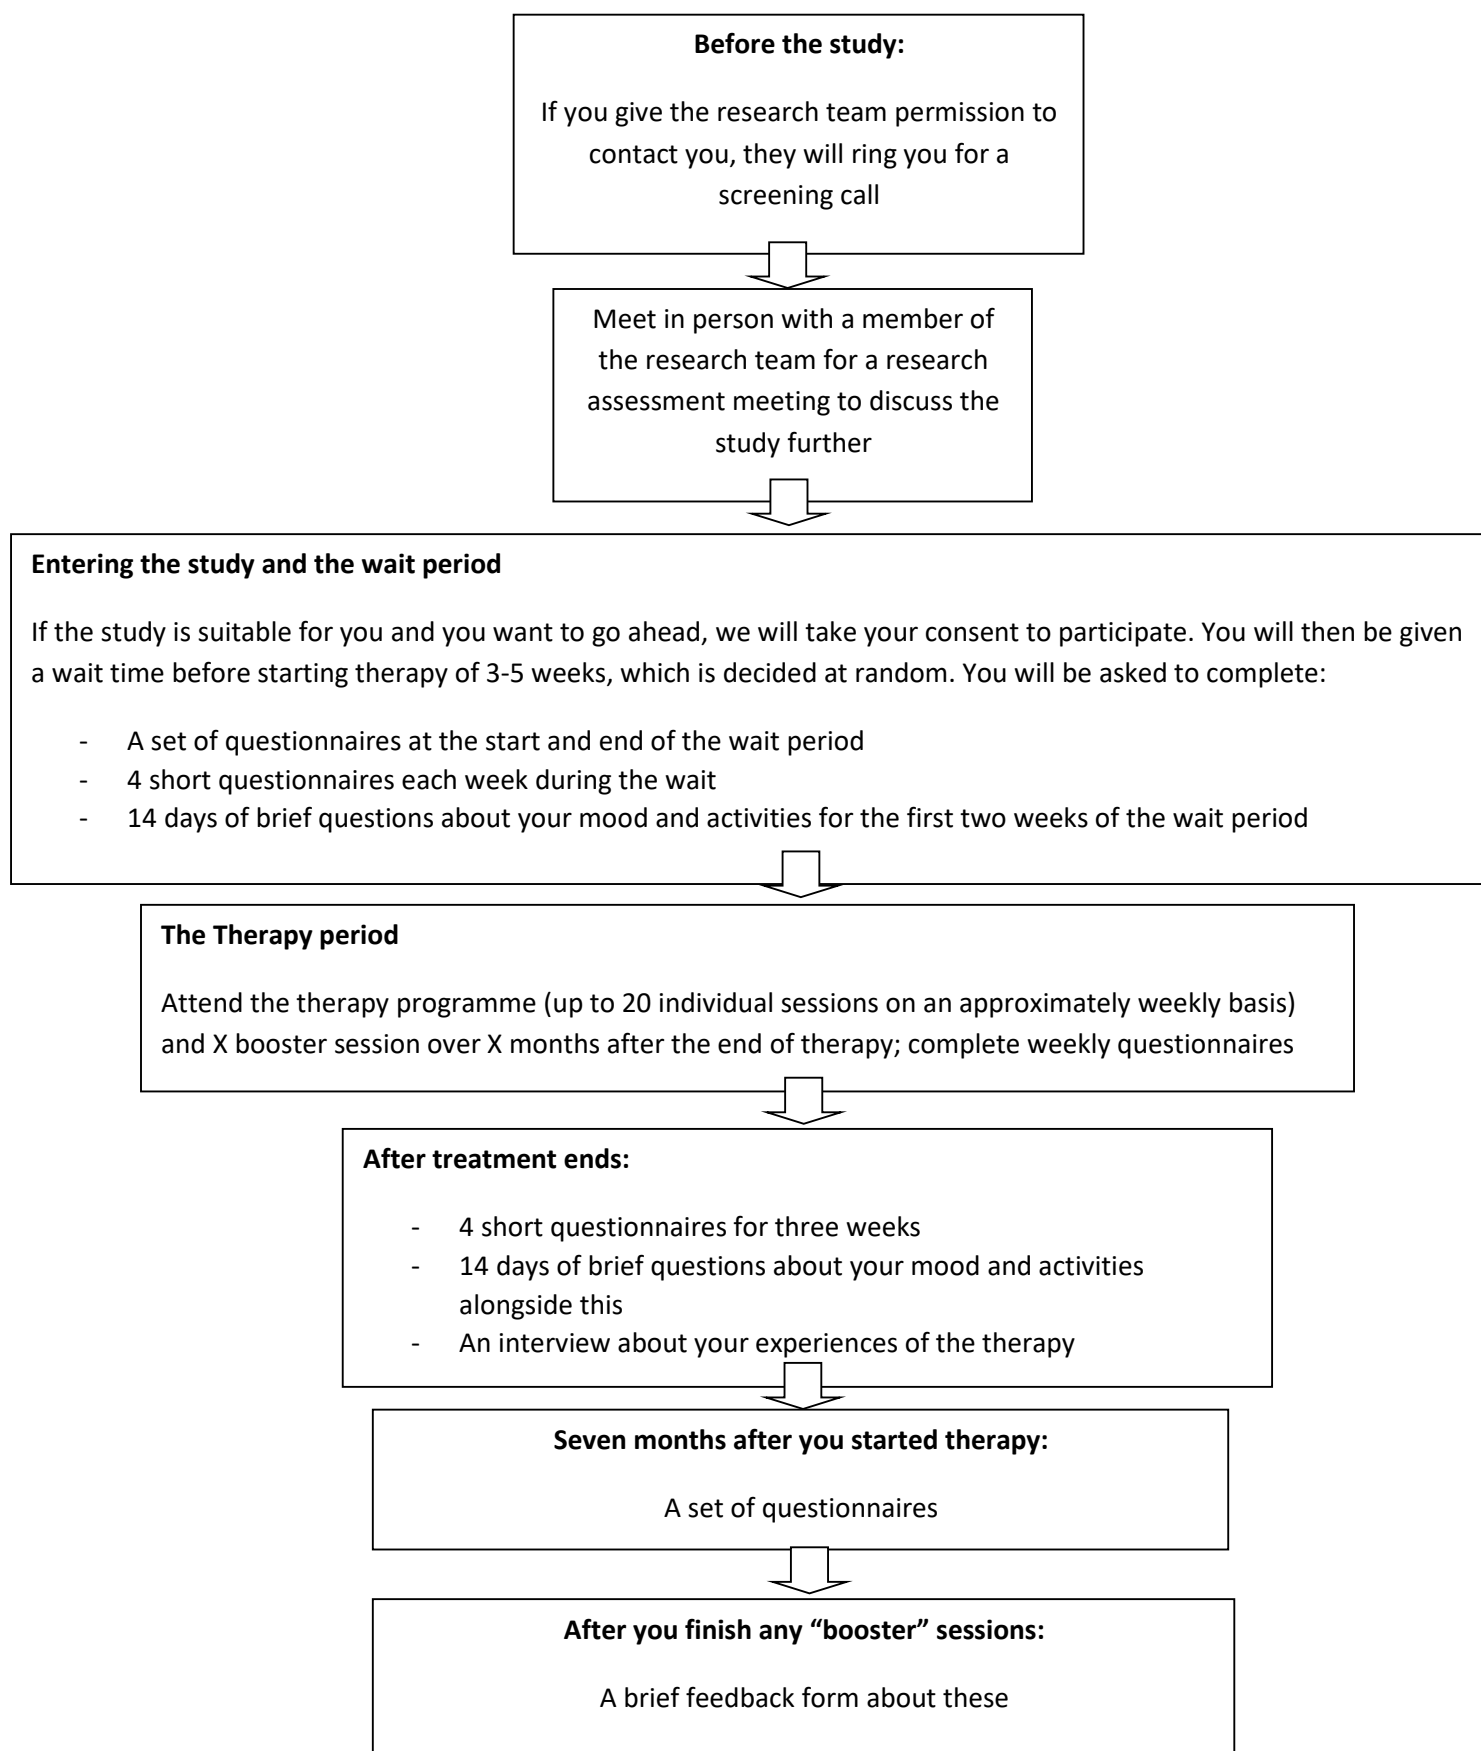 Before the study:
If you give the research team permission to
contact you, they will ring you for a
screening call
Meet in person with a member of
the research team for a research
assessment meeting to discuss the
study further
Entering the study and the wait period
If the study is suitable for you and you want to go ahead, we will take your consent to participate. You will then be given
a wait time before starting therapy of 3-5 weeks, which is decided at random. You will be asked to complete:
- A set of questionnaires at the start and end of the wait period
- 4 short questionnaires each week during the wait
- 14 days of brief questions about your mood and activities for the first two weeks of the wait period
The Therapy period
Attend the therapy programme (up to 20 individual sessions on an approximately weekly basis)
and X booster session over X months after the end of therapy; complete weekly questionnaires
After treatment ends:
- 4 short questionnaires for three weeks
- 14 days of brief questions about your mood and activities
alongside this
- An interview about your experiences of the therapy
Seven months after you started therapy:
A set of questionnaires
After you finish any “booster” sessions:
A brief feedback form about these